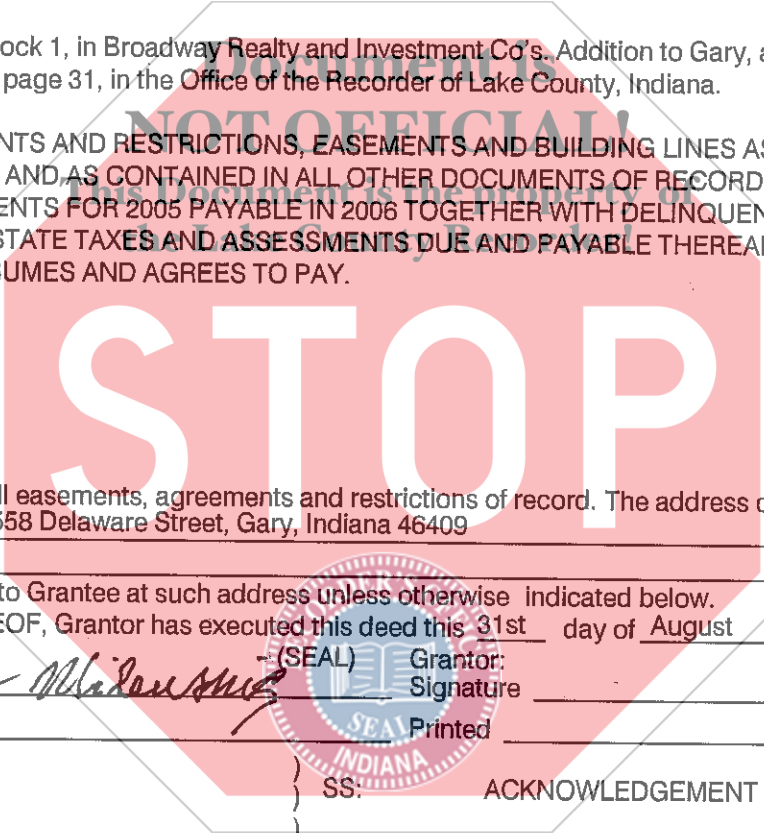 ock 1, in Broadway Realty and Investment Co's. Addition to Gary, a
Document is
page 31, in the Office of the Recorder of Lake County, Indiana.
NOT OFFICIAL!
NTS AND RESTRICTIONS, EASEMENTS AND BUILDING LINES AS
AND AS CONTAINED IN ALL OTHER DOCUMENTS OF RECORD
This Document is the property of
ENTS FOR 2005 PAYABLE IN 2006 TOGETHER WITH DELINQUEN
the Lake County Recorder!
STATE TAXES AND ASSESSMENTS DUE AND PAYABLE THEREAF
UMES AND AGREES TO PAY.
STOP
ll easements, agreements and restrictions of record. The address o
558 Delaware Street, Gary, Indiana 46409
to Grantee at such address unless otherwise indicated below.
EOF, Grantor has executed this deed this 31st day of August
(SEAL) Grantor:
Signature
Printed
SEAL
INDIANA
) SS: ACKNOWLEDGEMENT
)